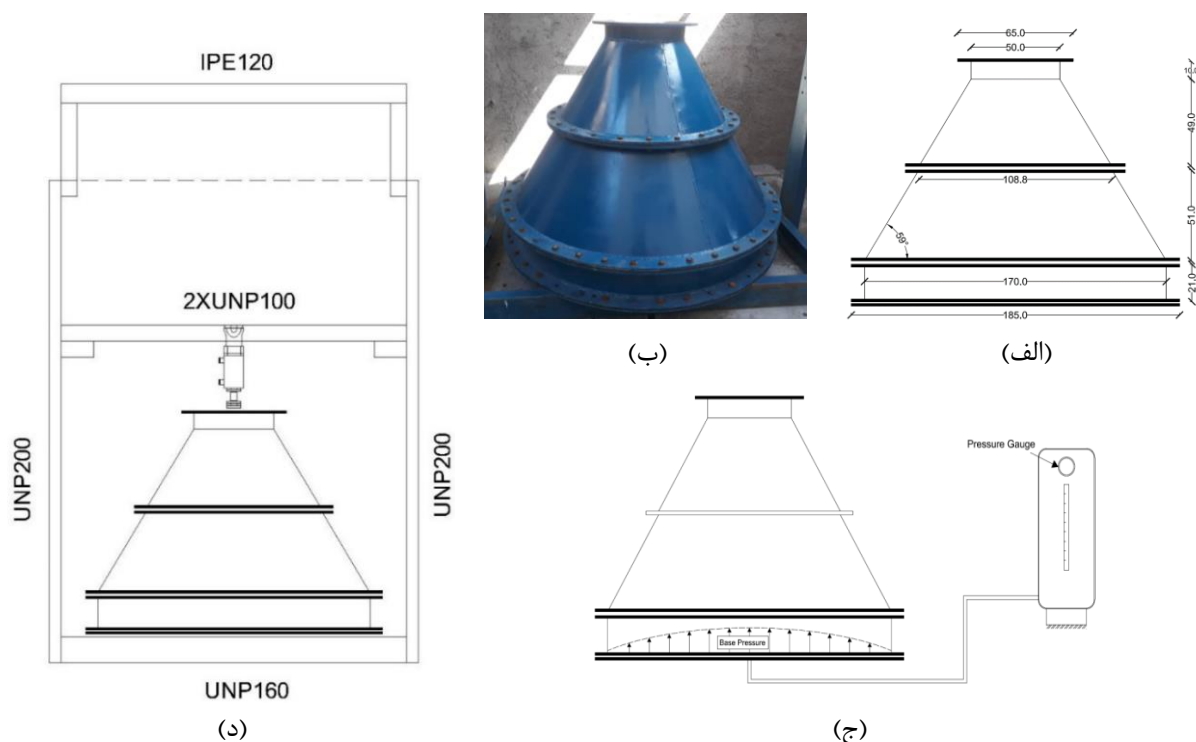 IPE120
2XUNP100
UNP200
UNP200
UNP160
(د)
(ب)
65.0
50.0
10.0
49.0
108.8
51.0
59°
170.0
21.0
185.0
(الف)
Pressure Gauge
Base Pressure
(ج)